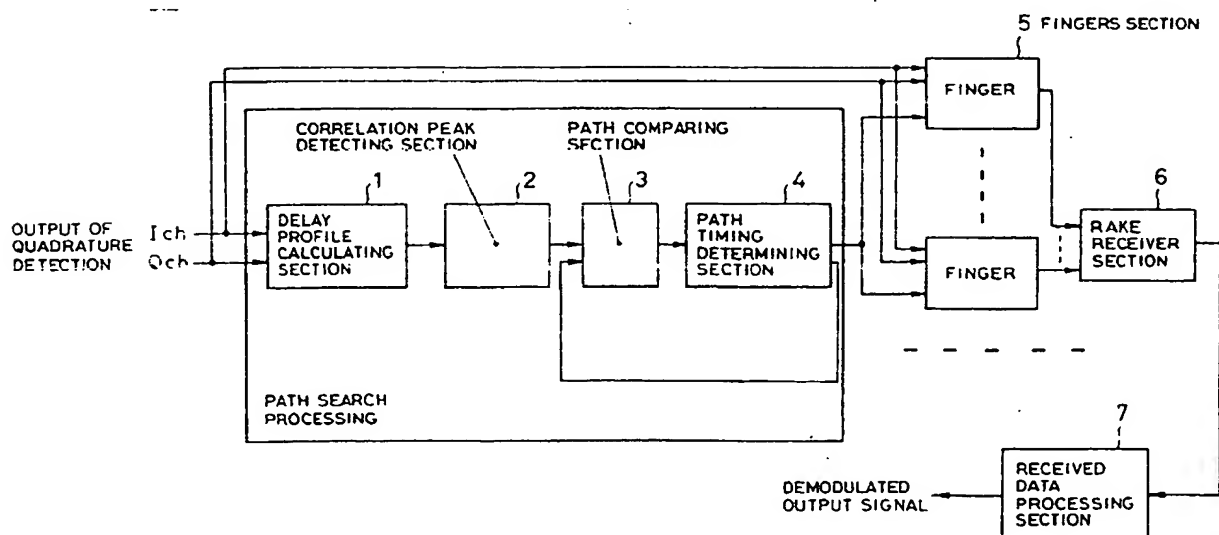 5 FINGERS SECTION
FINGER
CORRELATION PEAK
DETECTING SECTION
PATH COMPARING
SECTION
1
2
3
4
6
OUTPUT OF
QUADRATURE
DETECTION
Ich
Qch
DELAY
PROFILE
CALCULATING
SECTION
PATH
TIMING
DETERMINING
SECTION
FINGER
RAKE
RECEIVER
SECTION
PATH SEARCH
PROCESSING
7
DEMODULATED
OUTPUT SIGNAL
RECEIVED
DATA
PROCESSING
SECTION